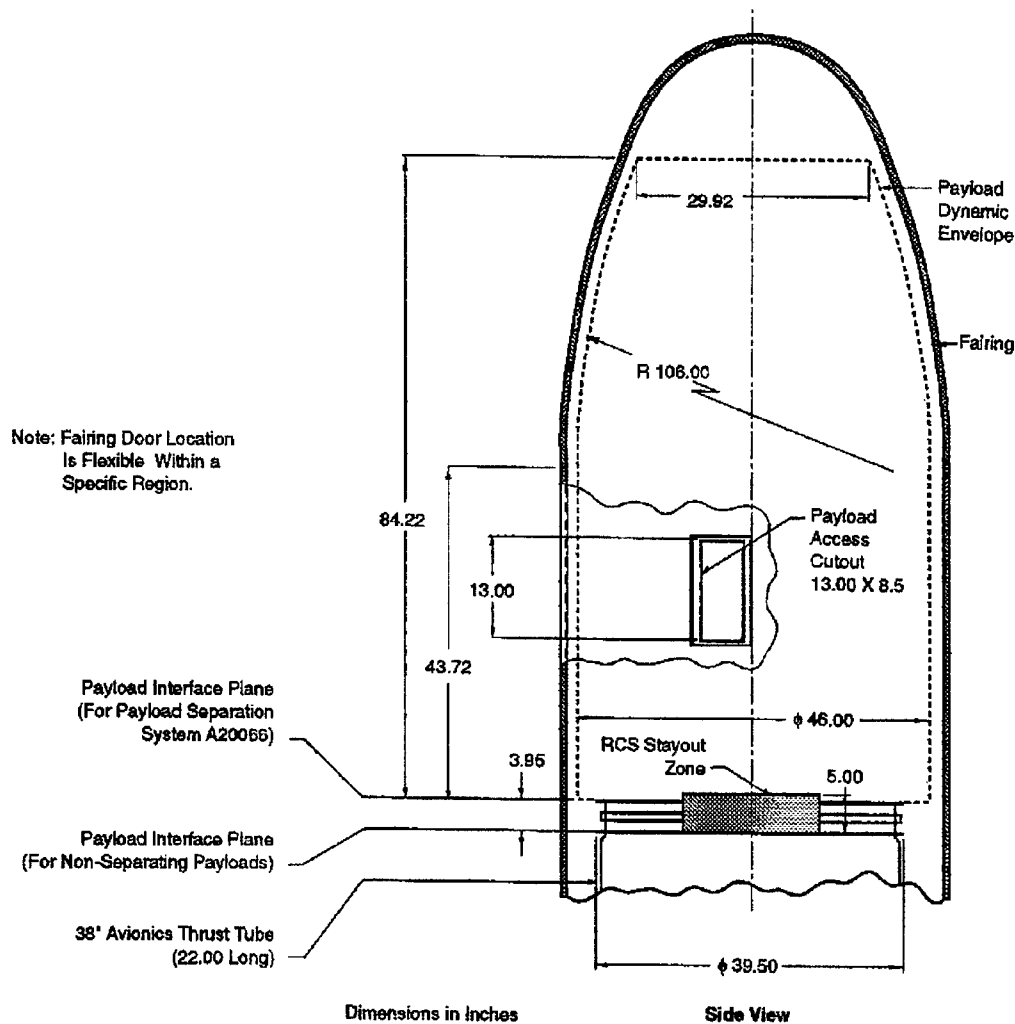 29.92
Payload
Dynamic
Envelope
Fairing
R 106.00
Note: Fairing Door Location
Is Flexible Within a
Specific Region.
84.22
Payload
Access
Cutout
13.00 X 8.5
13.00
43.72
Payload Interface Plane
(For Payload Separation
System A20066)
ϕ 46.00
RCS Stayout
Zone
3.95
5.00
Payload Interface Plane
(For Non-Separating Payloads)
38" Avionics Thrust Tube
(22.00 Long)
ϕ 39.50
Dimensions in Inches
Side View